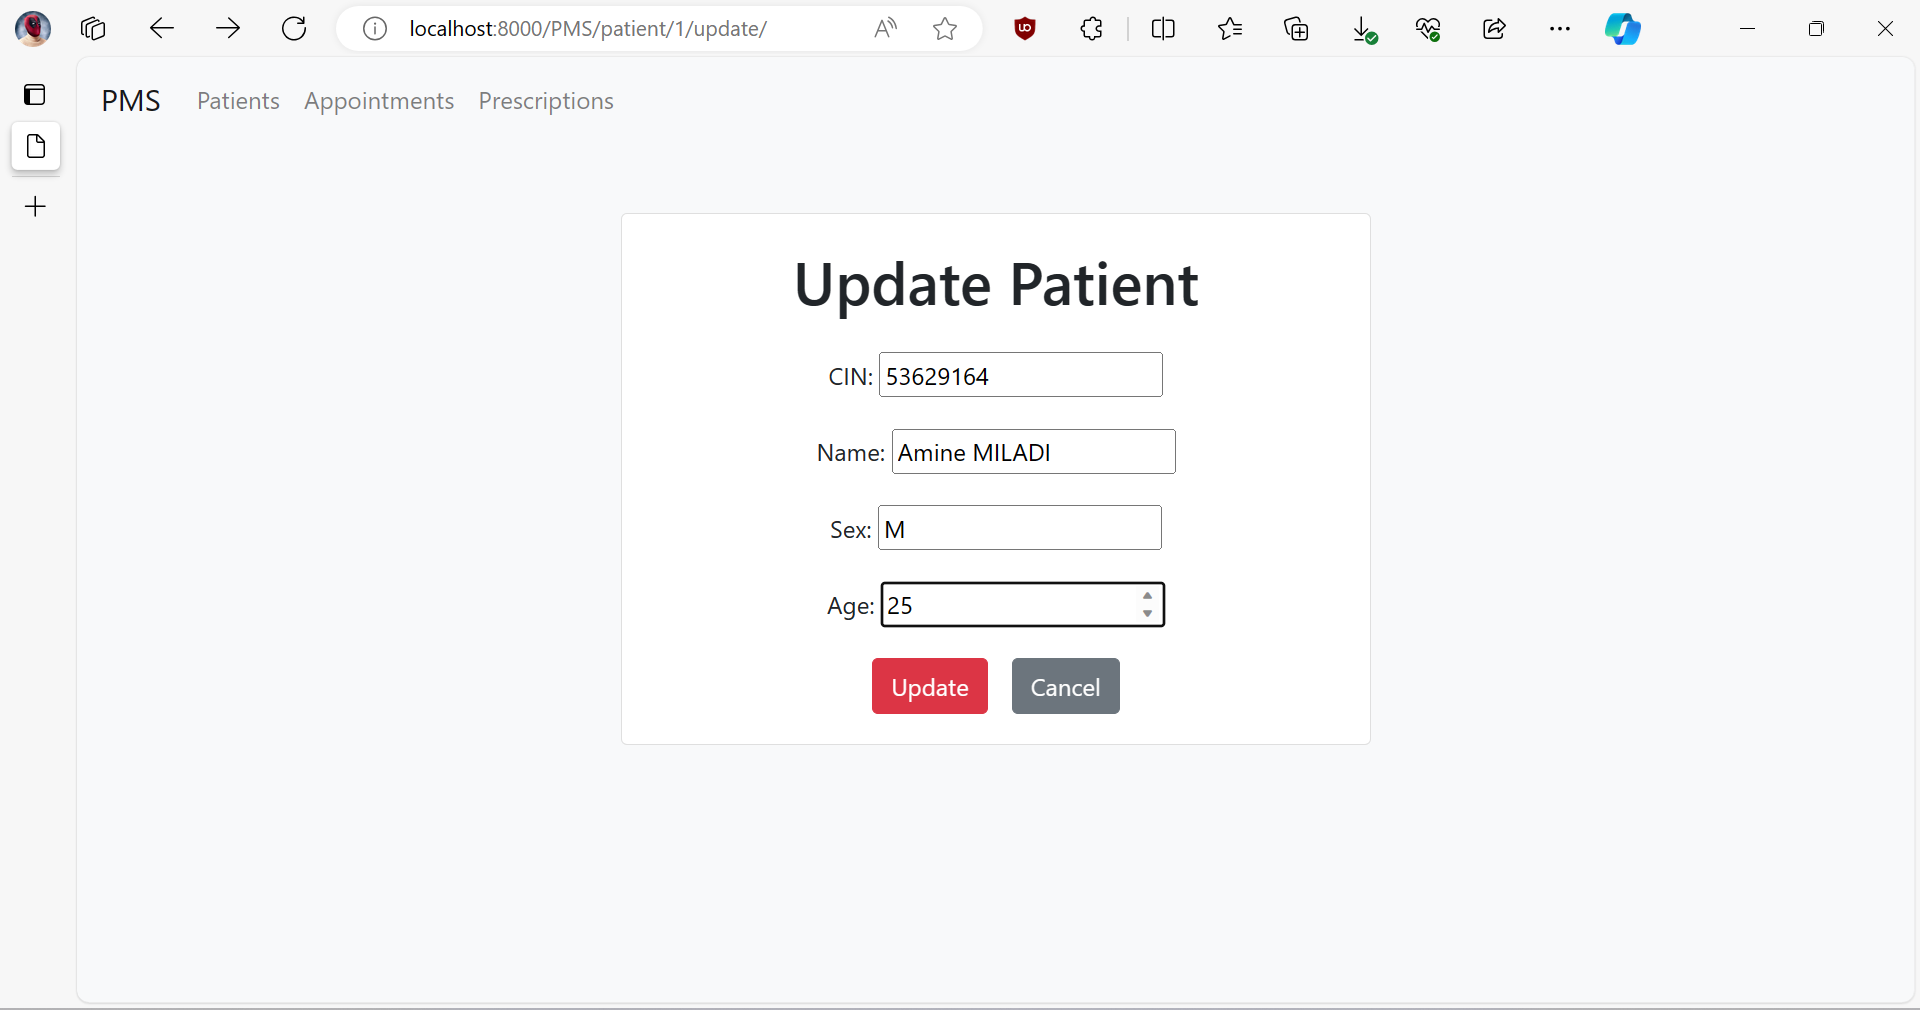 localhost:8000/PMS/patient/1/update/
PMS Patients Appointments Prescriptions
Update Patient
CIN: 53629164
Name: Amine MILADI
Sex: M
Age: 25
Update Cancel